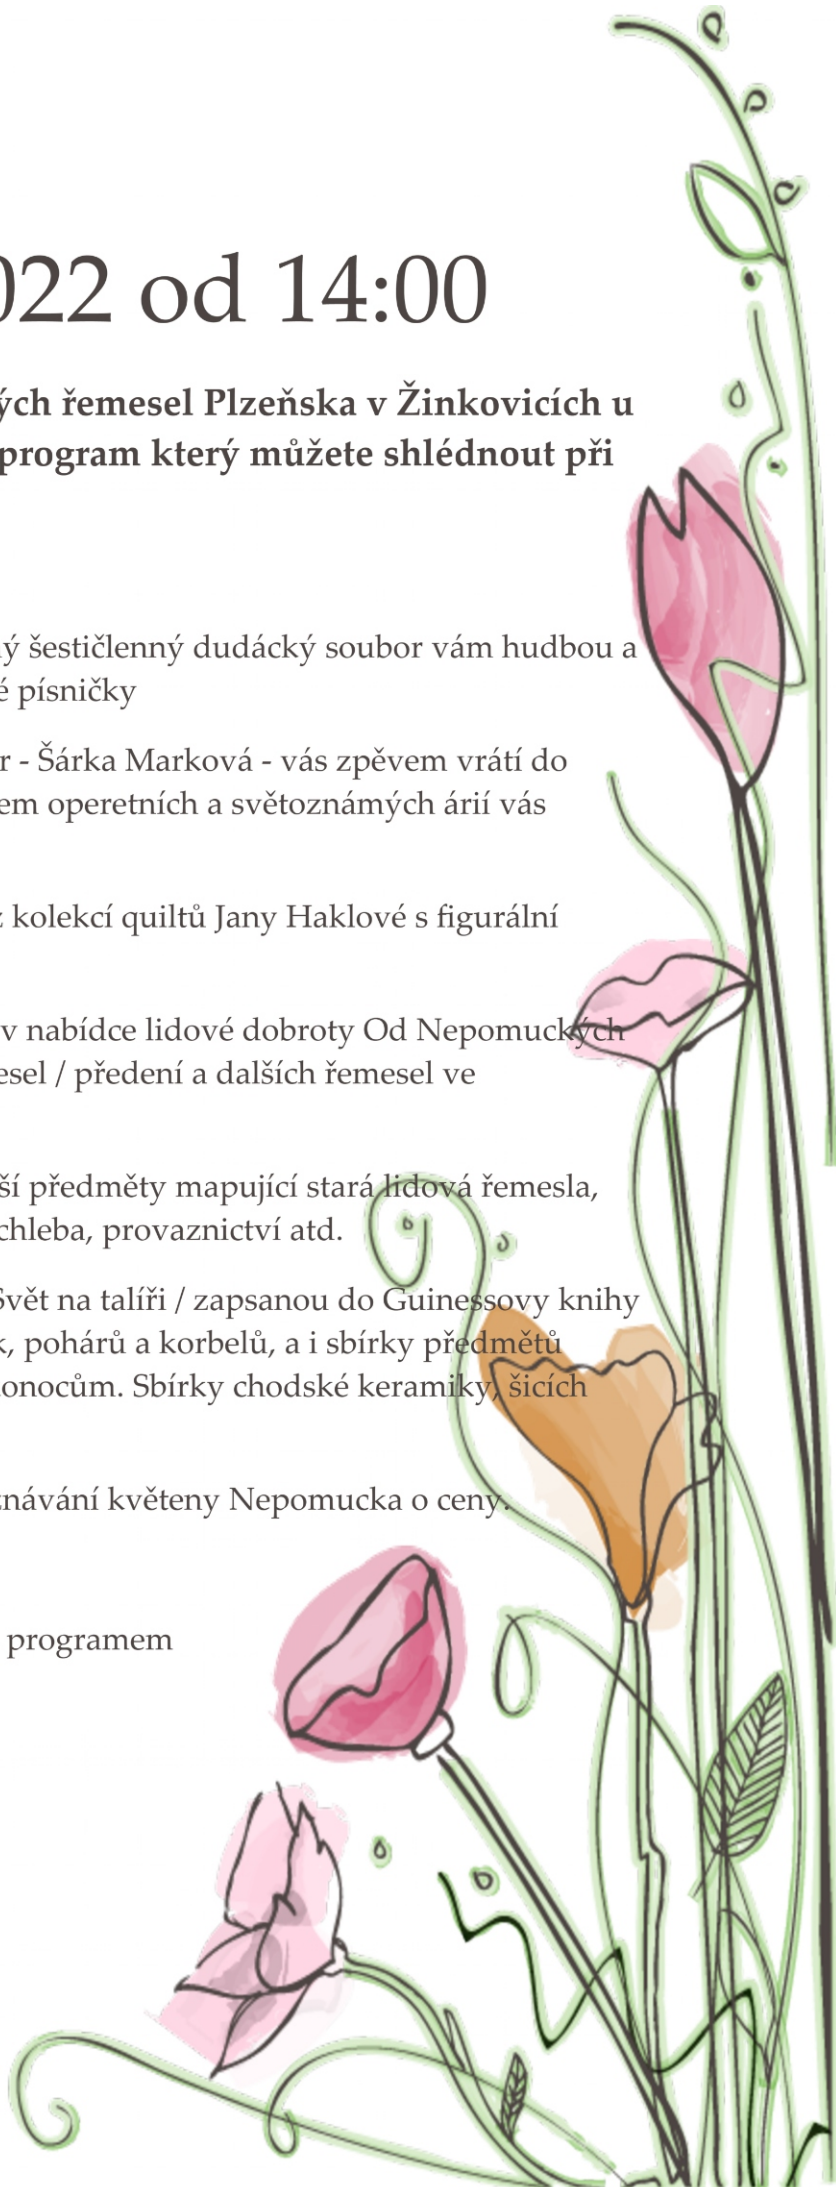 022 od 14:00
ých řemesel Plzeňska v Žinkovicích u
program který můžete shlédnout při
ý šestičlenný dudácký soubor vám hudbou a
é písničky
r - Šárka Marková - vás zpěvem vrátí do
em operetních a světoznámých árií vás
z kolekcí quiltů Jany Haklové s figurální
v nabídce lidové dobroty Od Nepomuckých
esel / předení a dalších řemesel ve
ší předměty mapující stará lidová řemesla,
chleba, provaznictví atd.
Svět na talíři / zapsanou do Guinessovy knihy
k, pohárů a korbelů, a i sbírky předmětů
onocům. Sbírky chodské keramiky, šicích
znávání květeny Nepomucka o ceny.
programem